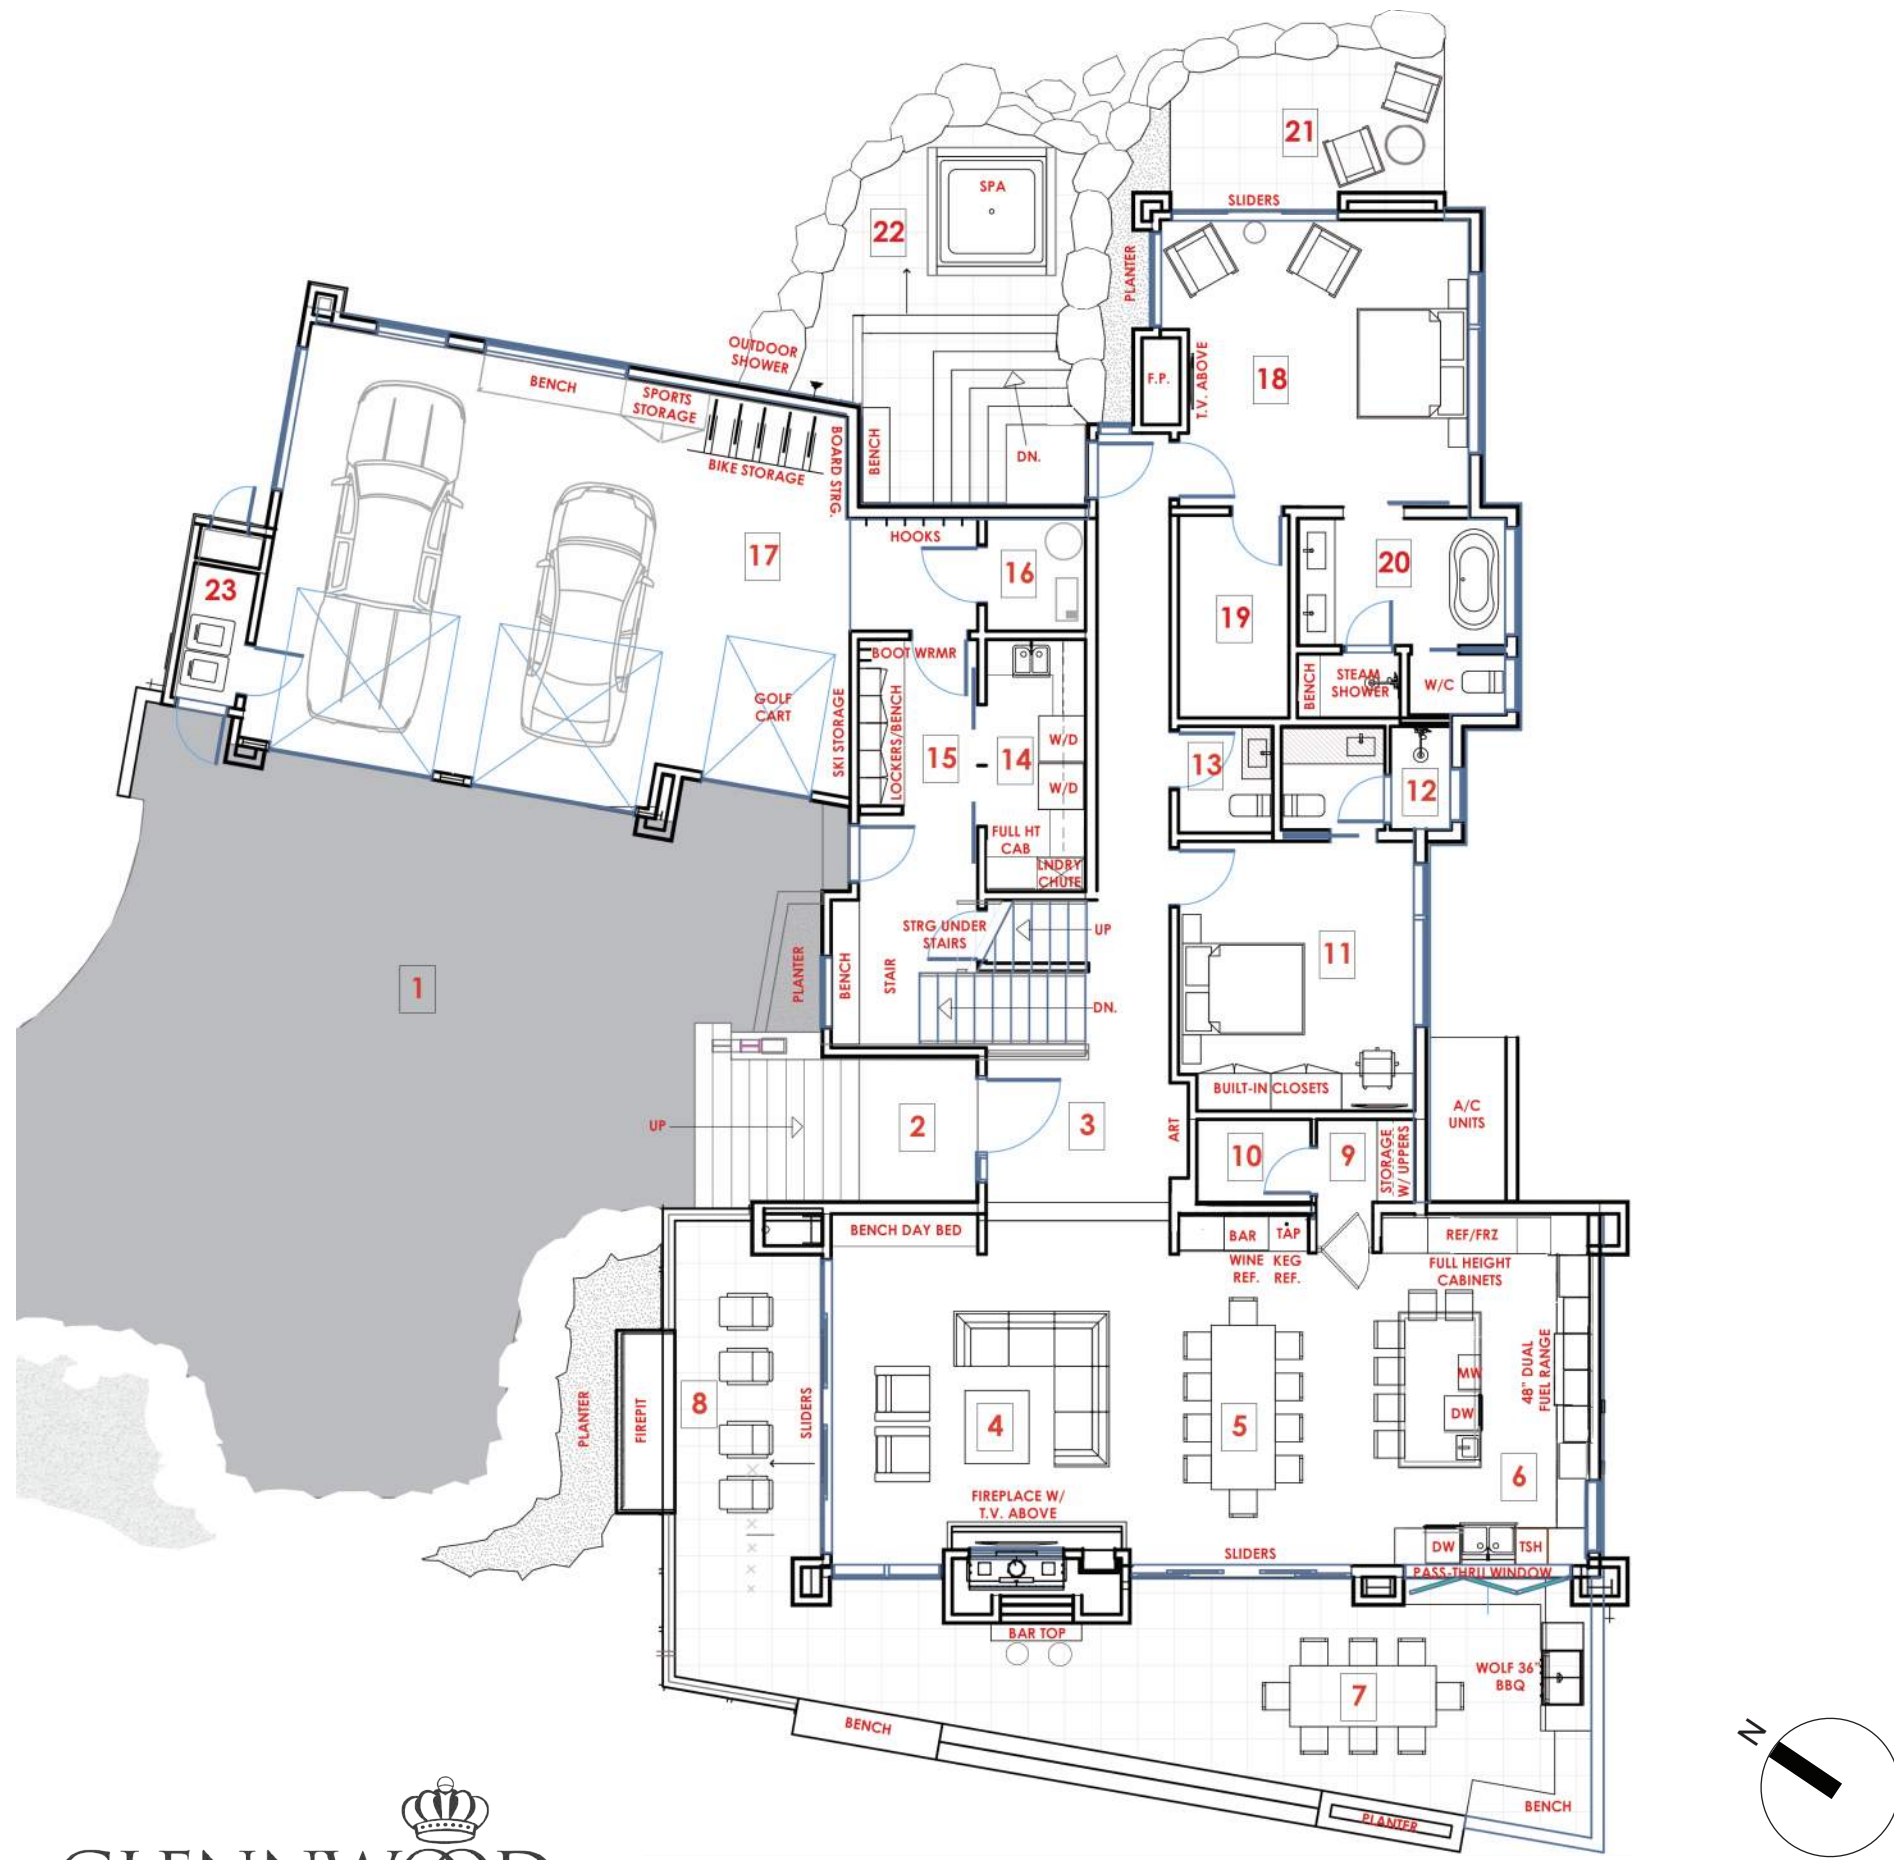 21
SPA
SLIDERS
22
PLANTER
OUTDOOR
SHOWER
BENCH
SPORTS
STORAGE
F.P.
T.V. ABOVE
18
BIKE STORAGE
BOARD STRG.
BENCH
DN.
HOOKS
17
16
20
23
19
BOOT WRMR
GOLF
CART
SKI STORAGE
LOCKERS/BENCH
15
14
W/D
W/D
BENCH
STEAM
SHOWER
W/C
13
12
FULL HT
CAB
LNDRY
CHUTE
STRG UNDER
STAIRS
UP
11
1
PLANTER
BENCH
STAIR
DN.
BUILT-IN CLOSETS
A/C
UNITS
UP
2
3
ART
10
9
STORAGE
W/ UPPERS
BENCH DAY BED
BAR
TAP
REF/FRZ
WINE
REF.
KEG
REF.
FULL HEIGHT
CABINETS
PLANTER
FIREPIT
8
SLIDERS
4
5
MW
DW
48" DUAL
FUEL RANGE
6
FIREPLACE W/
T.V. ABOVE
SLIDERS
DW
TSH
PASS-THRU WINDOW
BAR TOP
7
WOLF 36"
BBQ
BENCH
PLANTER
BENCH
N
GLENNWOOD